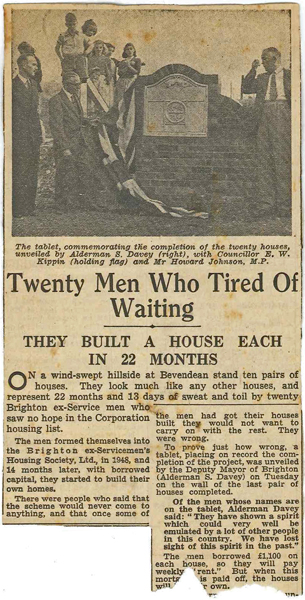 The tablet, commemorating the completion of the twenty houses,
unveiled by Alderman S. Davey (right), with Councillor E. W.
Kippin (holding flag) and Mr Howard Johnson, M.P.
Twenty Men Who Tired Of
Waiting
THEY BUILT A HOUSE EACH
IN 22 MONTHS
ON a wind-swept hillside at Bevendean stand ten pairs of
houses. They look much like any other houses, and
represent 22 months and 13 days of sweat and toil by twenty
Brighton ex-Service men who
saw no hope in the Corporation
housing list.
The men formed themselves into
the Brighton ex-Servicemen's
Housing Society, Ltd., in 1948, and
14 months later, with borrowed
capital, they started to build their
own homes.
There were people who said that
the scheme would never come to
anything, and that once some of
the men had got their houses
built they would not want to
carry on with the rest. They
were wrong.
To prove just how wrong, a
tablet, placing on record the com-
pletion of the project, was unveiled
by the Deputy Mayor of Brighton
(Alderman S. Davey) on Tuesday
on the wall of the last pair of
houses completed.
Of the men whose names are
on the tablet, Alderman Davey
said: "They have shown a spirit
which could very well be
emulated by a lot of other people
in this country. We have lost
sight of this spirit in the past."
The men borrowed £1,100 on
each house, so they will pay
weekly "rent." But when this
is paid off, the houses
will own.